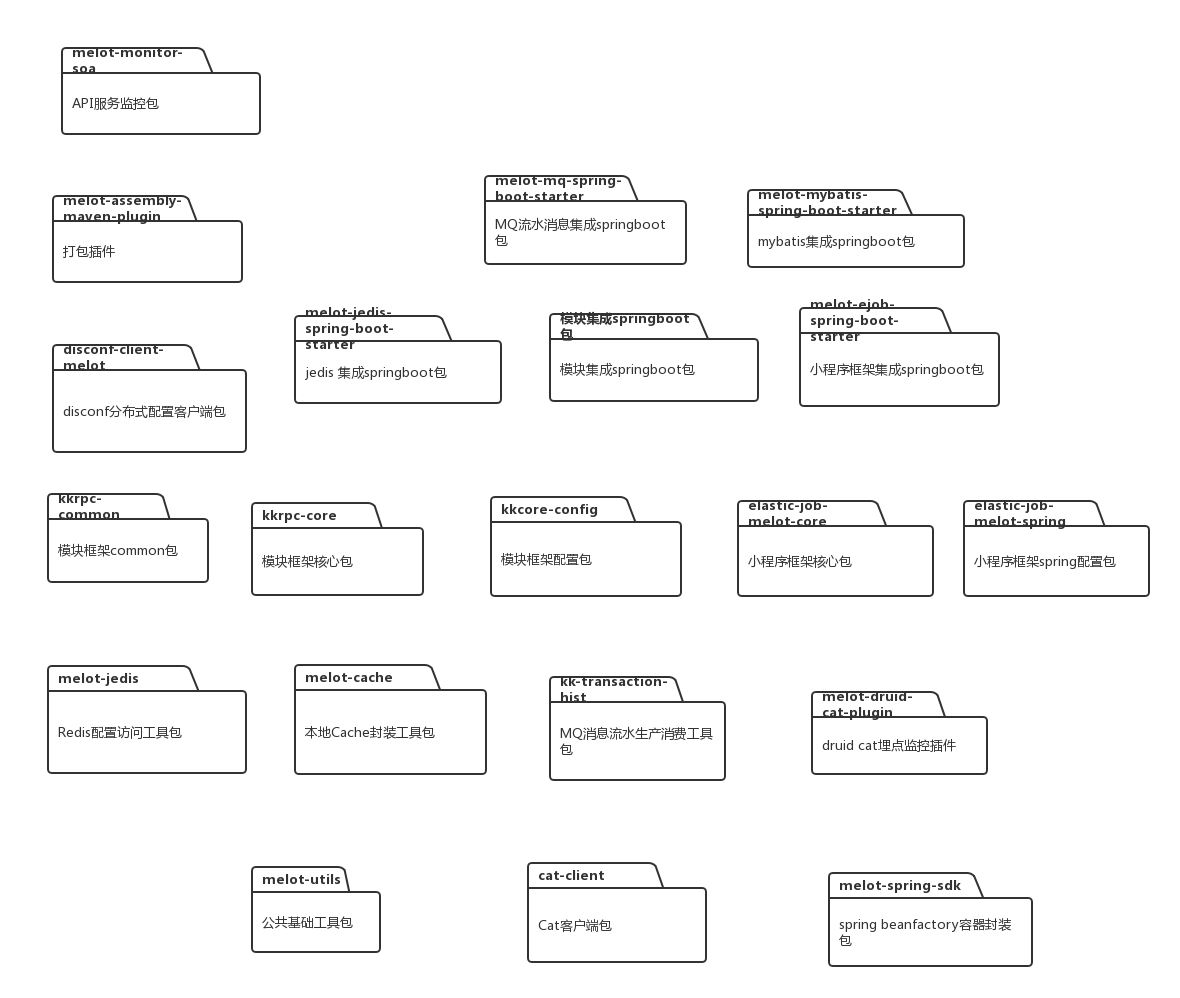 melot-monitor-
soa
API服务监控包
melot-assembly-
maven-plugin
打包插件
melot-mq-spring-
boot-starter
MQ流水消息集成springboot
包
melot-mybatis-
spring-boot-starter
mybatis集成springboot包
disconf-client-
melot
disconf分布式配置客户端包
melot-jedis-
spring-boot-
starter
jedis 集成springboot包
模块集成springboot
包
模块集成springboot包
melot-ejob-
spring-boot-
starter
小程序框架集成springboot包
kkrpc-
common
模块框架common包
kkrpc-core
模块框架核心包
kkcore-config
模块框架配置包
elastic-job-
melot-core
小程序框架核心包
elastic-job-
melot-spring
小程序框架spring配置包
melot-jedis
Redis配置访问工具包
melot-cache
本地Cache封装工具包
kk-transaction-
hist
MQ消息流水生产消费工具
包
melot-druid-
cat-plugin
druid cat埋点监控插件
melot-utils
公共基础工具包
cat-client
Cat客户端包
melot-spring-sdk
spring beanfactory容器封装
包